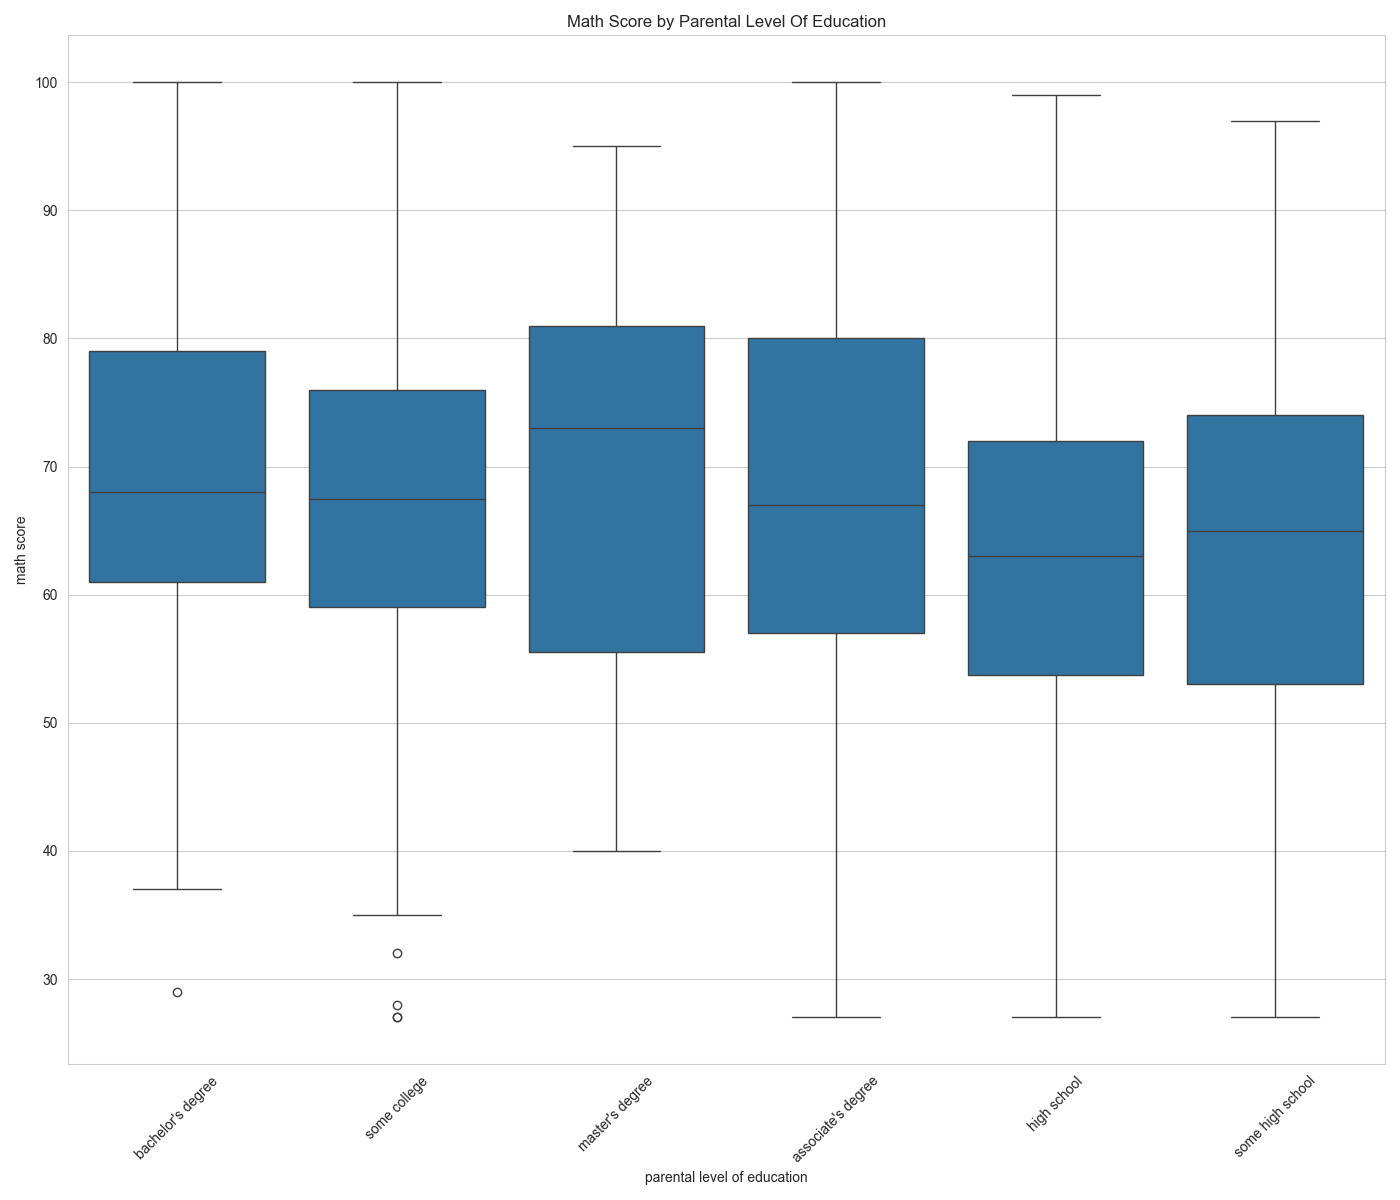 Math Score by Parental Level Of Education
100
90
80
70
60
50
40
30
math score
bachelor's degree
some college
master's degree
associate's degree
high school
some high school
parental level of education